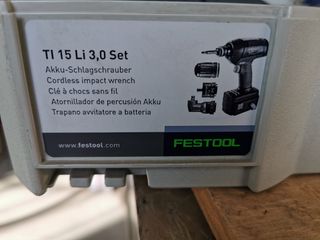 TI 15 Li 3,0 Set
Akku-Schlagschrauber
Cordless impact wrench
Clé à chocs sans fil
Atornillador de percusión Akku
Trapano avvitatore a batteria
www.festool.com
FESTOOL